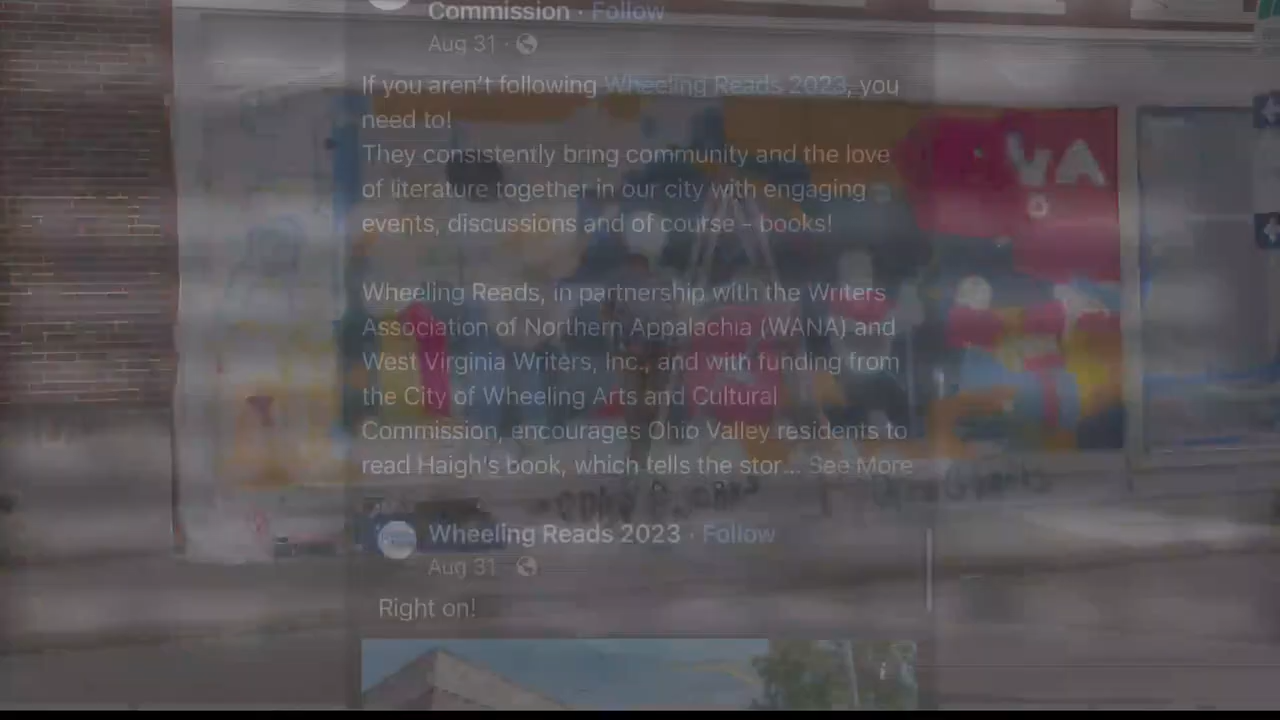 Commission · Follow
Aug 31 ·
If you aren't following Wheeling Reads 2023, you
need to!
They consistently bring community and the love
of literature together in our city with engaging
events, discussions and of course - books!
Wheeling Reads, in partnership with the Writers
Association of Northern Appalachia (WANA) and
West Virginia Writers, Inc., and with funding from
the City of Wheeling Arts and Cultural
Commission, encourages Ohio Valley residents to
read Haigh's book, which tells the stor... See More
Wheeling Reads 2023 · Follow
Aug 31 ·
Right on!